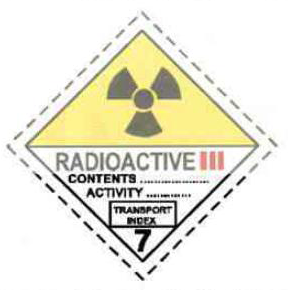 RADIOACTIVE III
CONTENTS ....................
ACTIVITY ................
TRANSPORT
INDEX
7